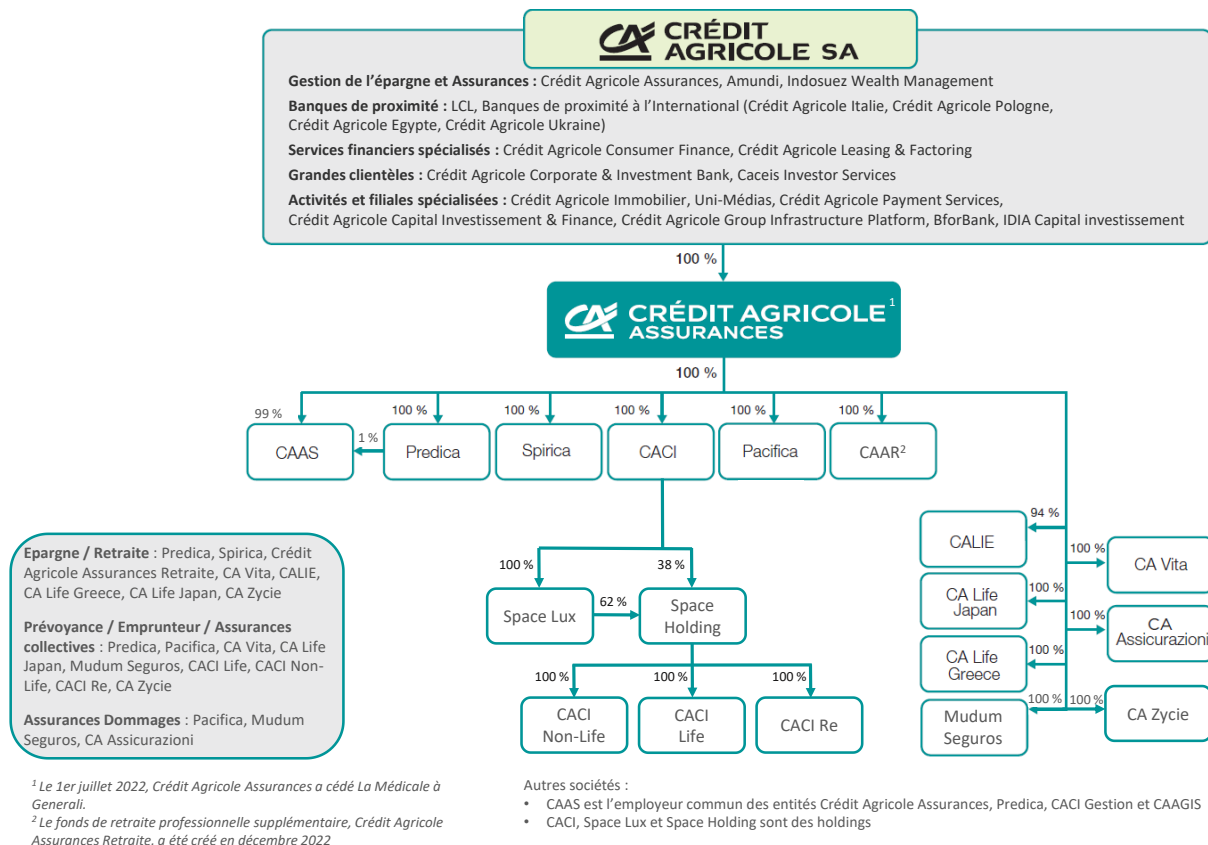 CRÉDIT
AGRICOLE SA
Gestion de l'épargne et Assurances : Crédit Agricole Assurances, Amundi, Indosuez Wealth Management
Banques de proximité : LCL, Banques de proximité à l'International (Crédit Agricole Italie, Crédit Agricole Pologne,
Crédit Agricole Egypte, Crédit Agricole Ukraine)
Services financiers spécialisés : Crédit Agricole Consumer Finance, Crédit Agricole Leasing & Factoring
Grandes clientèles : Crédit Agricole Corporate & Investment Bank, Caceis Investor Services
Activités et filiales spécialisées : Crédit Agricole Immobilier, Uni-Médias, Crédit Agricole Payment Services,
Crédit Agricole Capital Investissement & Finance, Crédit Agricole Group Infrastructure Platform, BforBank, IDIA Capital investissement
100 %
CRÉDIT AGRICOLE 1
ASSURANCES
100 %
99 %
100 %
100 %
100 %
100 %
100 %
1 %
CAAS
Predica
Spirica
CACI
Pacifica
CAAR2
94 %
CALIE
100 %
CA Vita
100 %
CA Life
Japan
100 %
CA
Assicurazioni
100 %
CA Life
Greece
100 %
100 %
Mudum
Seguros
CA Zycie
100 %
38 %
Space Lux
62 %
Space
Holding
100 %
100 %
100 %
CACI
Non-Life
CACI
Life
CACI Re
Epargne / Retraite : Predica, Spirica, Crédit
Agricole Assurances Retraite, CA Vita, CALIE,
CA Life Greece, CA Life Japan, CA Zycie
Prévoyance / Emprunteur / Assurances
collectives : Predica, Pacifica, CA Vita, CA Life
Japan, Mudum Seguros, CACI Life, CACI Non-
Life, CACI Re, CA Zycie
Assurances Dommages : Pacifica, Mudum
Seguros, CA Assicurazioni
1 Le 1er juillet 2022, Crédit Agricole Assurances a cédé La Médicale à
Generali.
2 Le fonds de retraite professionnelle supplémentaire, Crédit Agricole
Assurances Retraite, a été créé en décembre 2022
Autres sociétés :
• CAAS est l'employeur commun des entités Crédit Agricole Assurances, Predica, CACI Gestion et CAAGIS
• CACI, Space Lux et Space Holding sont des holdings